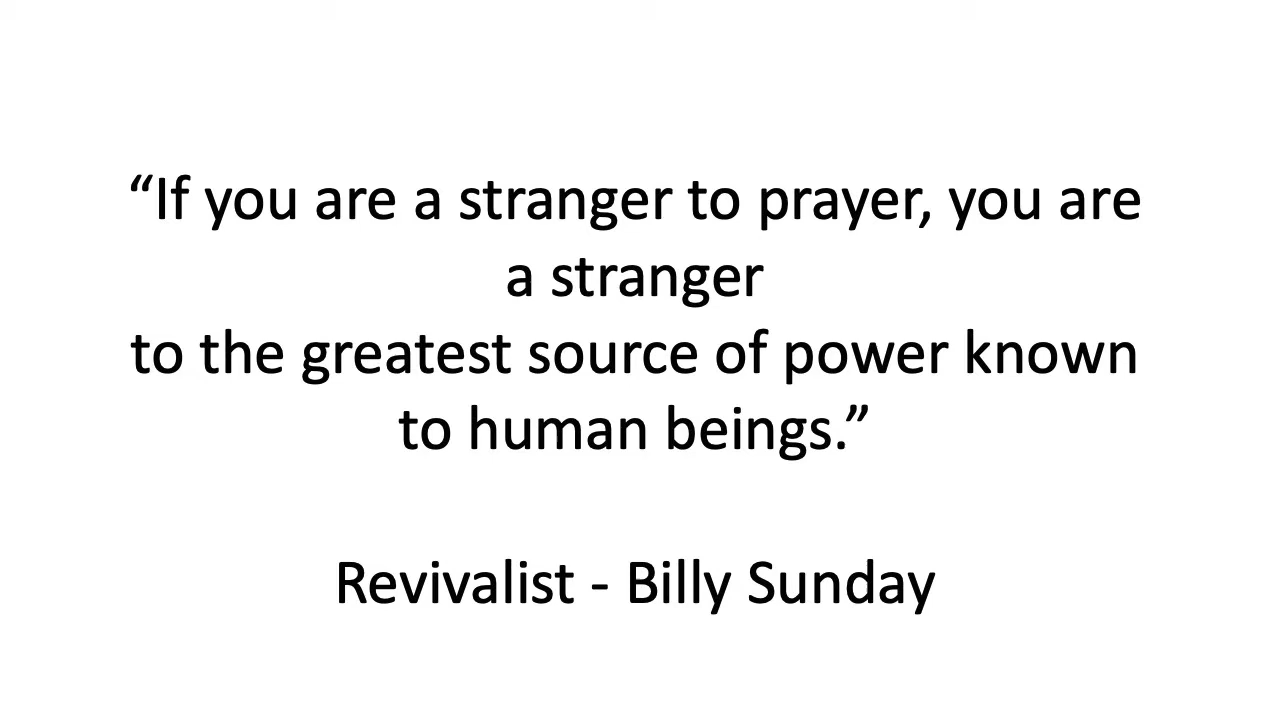 “If you are a stranger to prayer, you are
a stranger
to the greatest source of power known
to human beings.”
Revivalist - Billy Sunday